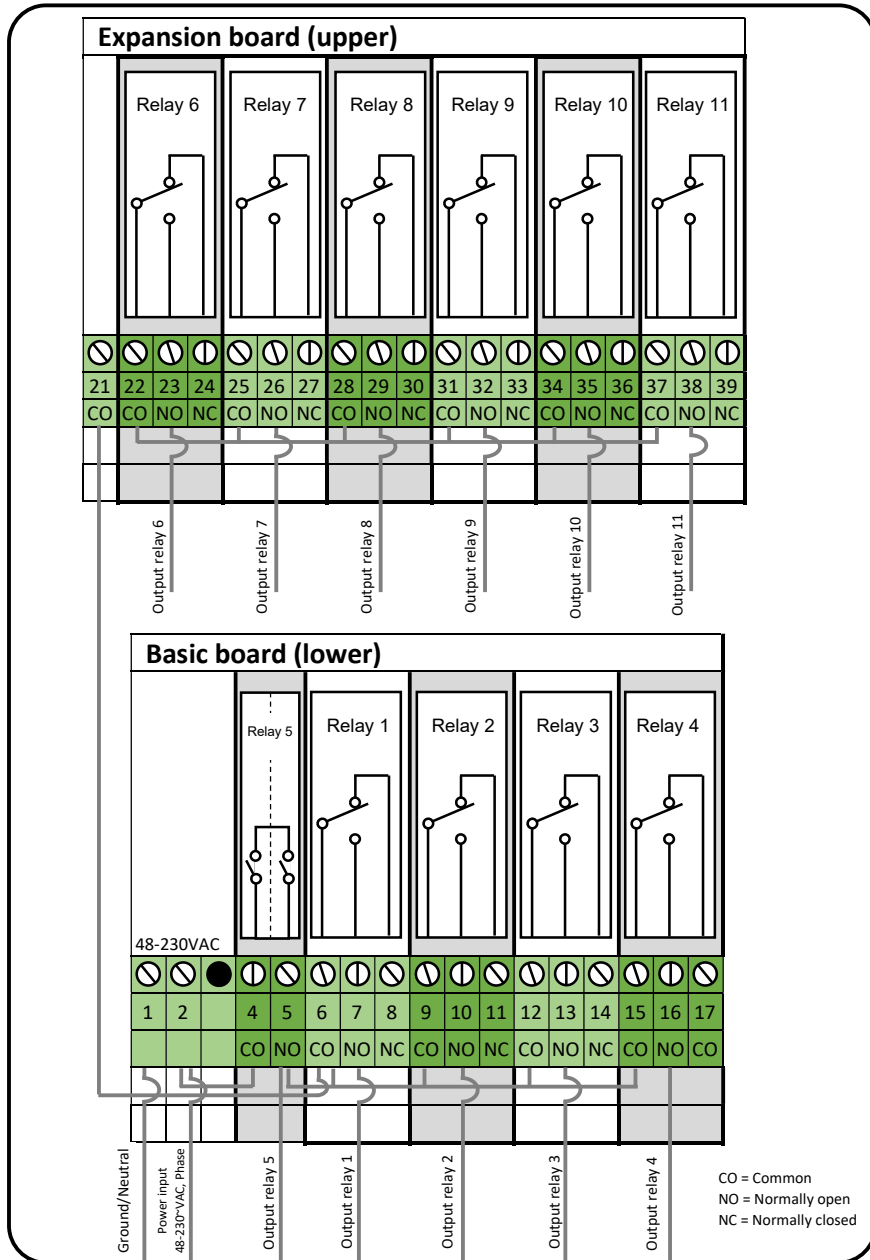 Expansion board (upper)
Relay 6 Relay 7 Relay 8 Relay 9 Relay 10 Relay 11
21 22 23 24 25 26 27 28 29 30 31 32 33 34 35 36 37 38 39
CO CO NO NC CO NO NC CO NO NC CO NO NC CO NO NC CO NO NC
Output relay 6
Output relay 7
Output relay 8
Output relay 9
Output relay 10
Output relay 11
Basic board (lower)
Relay 5 Relay 1 Relay 2 Relay 3 Relay 4
48-230VAC
1 2 4 5 6 7 8 9 10 11 12 13 14 15 16 17
CO NO CO NO NC CO NO NC CO NO NC CO NO CO
Ground/Neutral
Power input
48-230~VAC, Phase
Output relay 5
Output relay 1
Output relay 2
Output relay 3
Output relay 4
CO = Common
NO = Normally open
NC = Normally closed